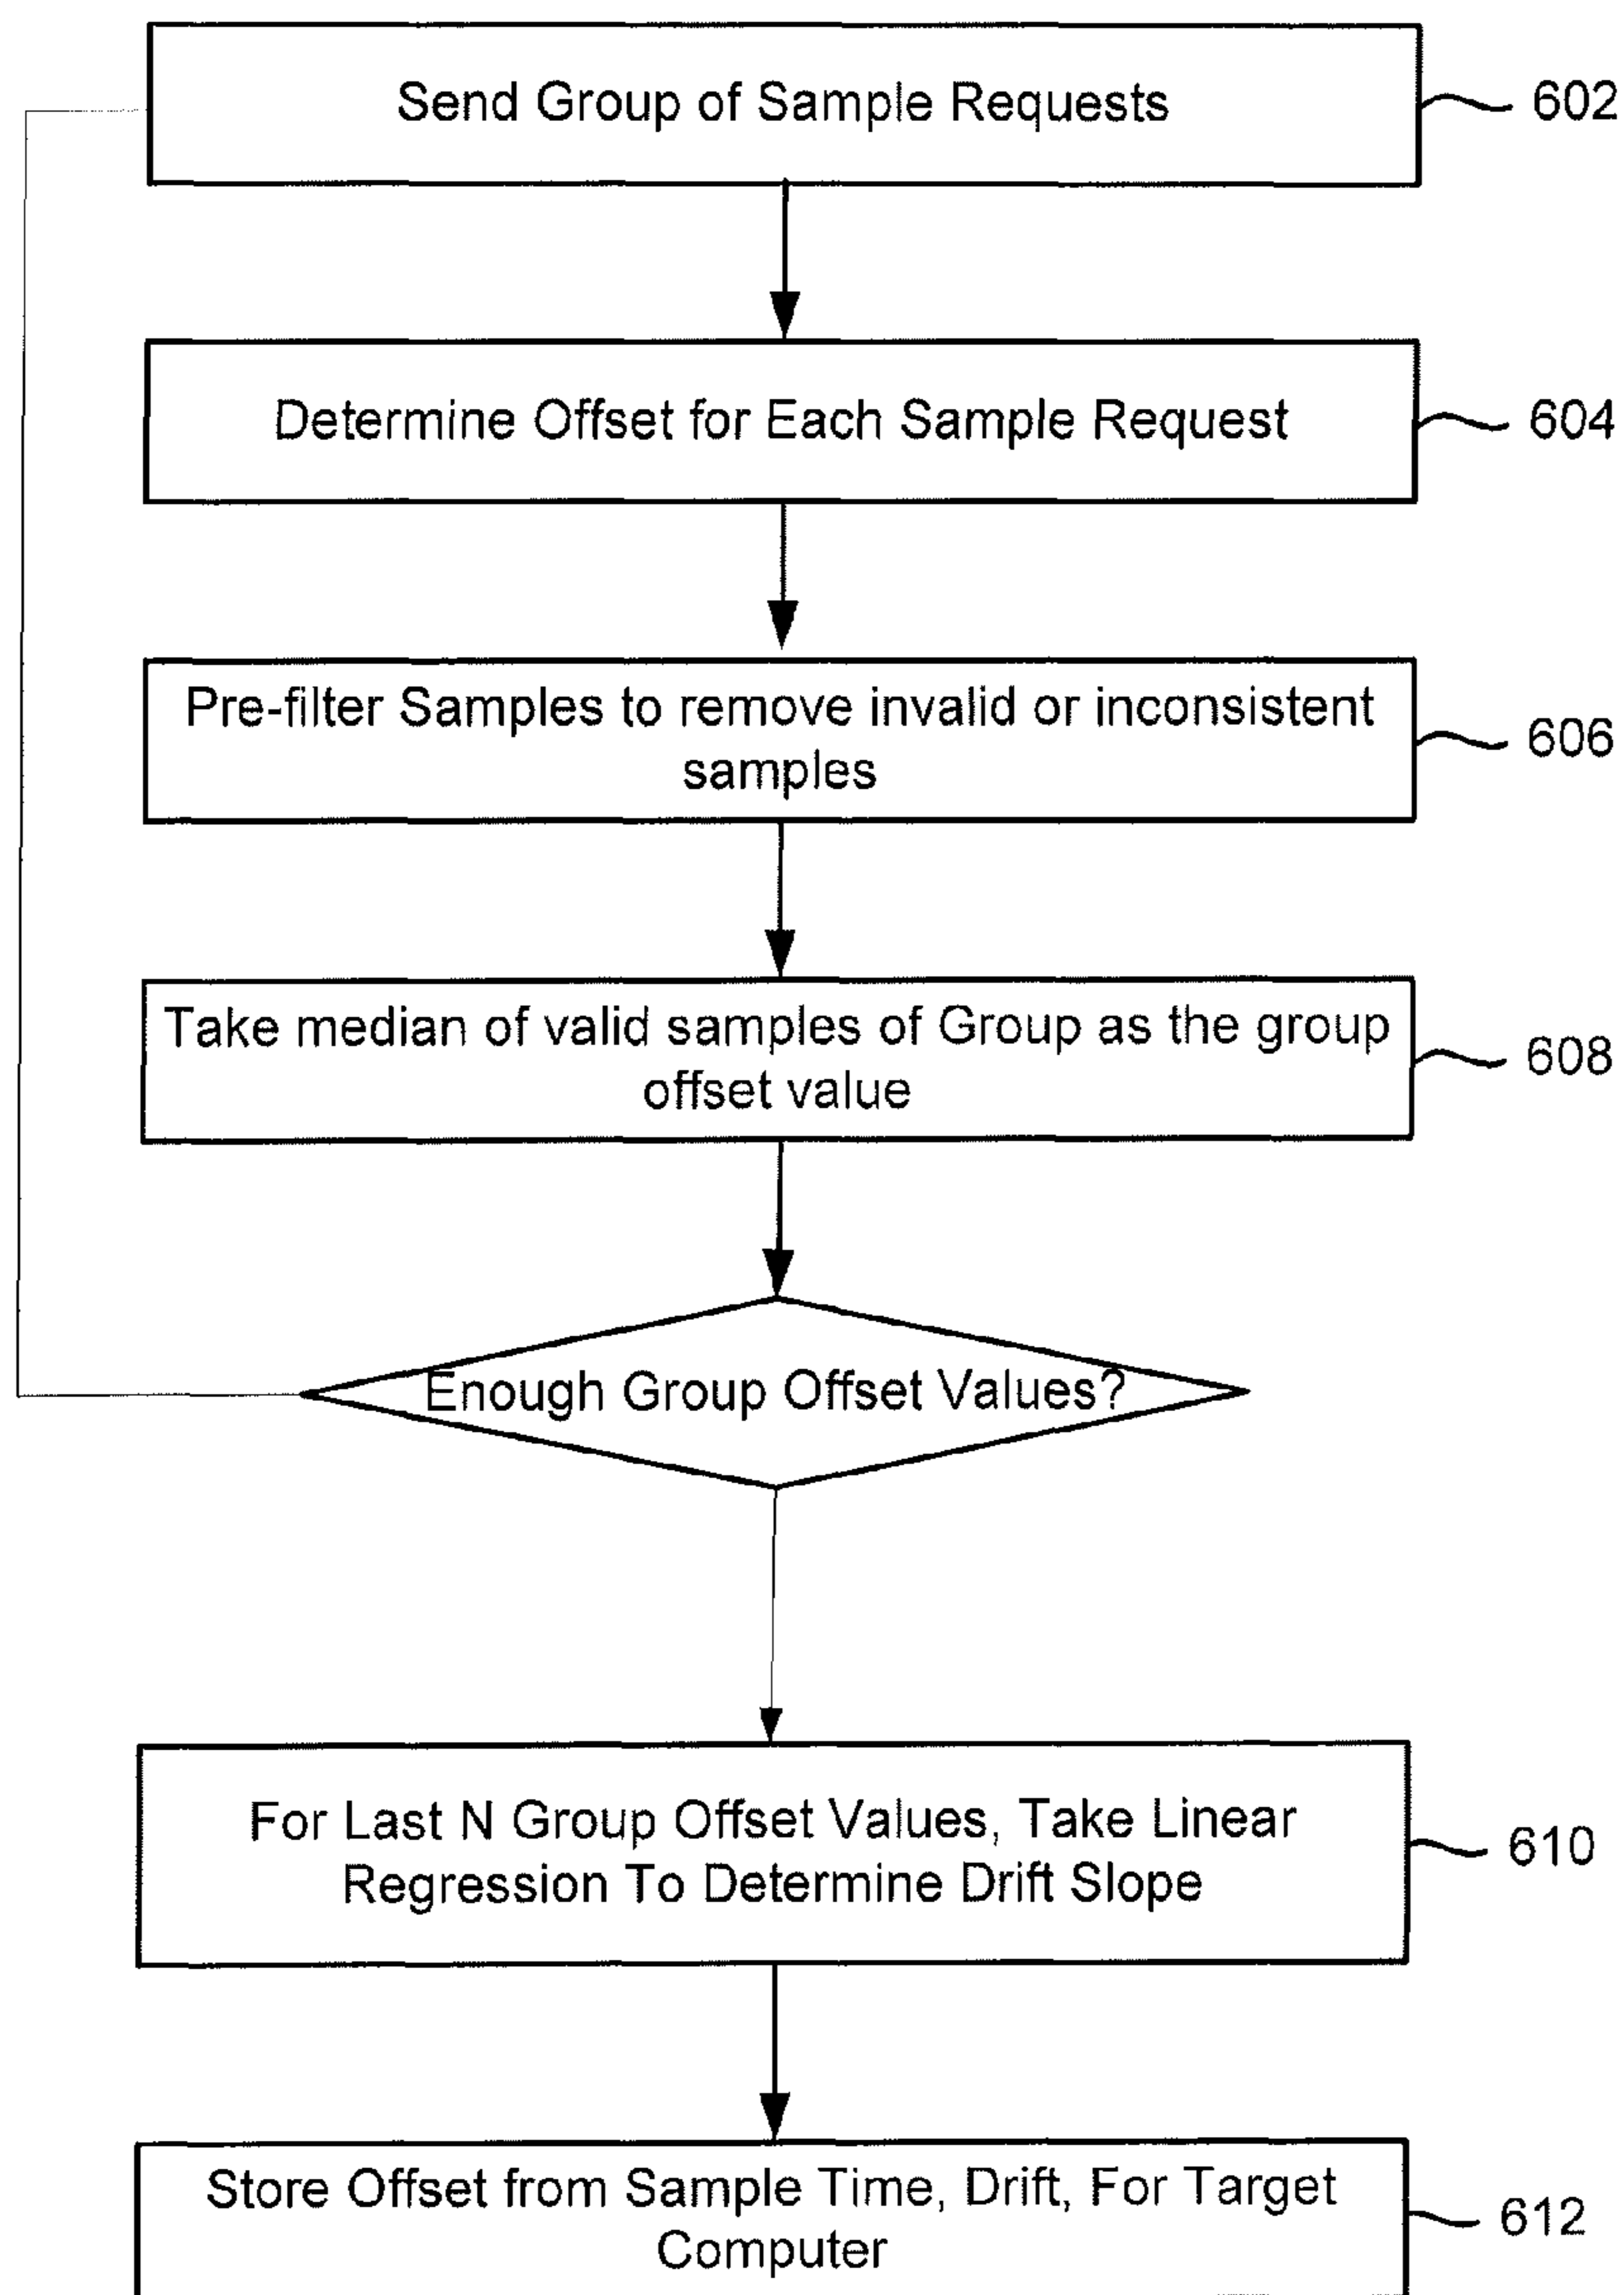 Send Group of Sample Requests
602
Determine Offset for Each Sample Request
604
Pre-filter Samples to remove invalid or inconsistent
samples
606
Take median of valid samples of Group as the group
offset value
608
Enough Group Offset Values?
For Last N Group Offset Values, Take Linear
Regression To Determine Drift Slope
610
Store Offset from Sample Time, Drift, For Target
Computer
612